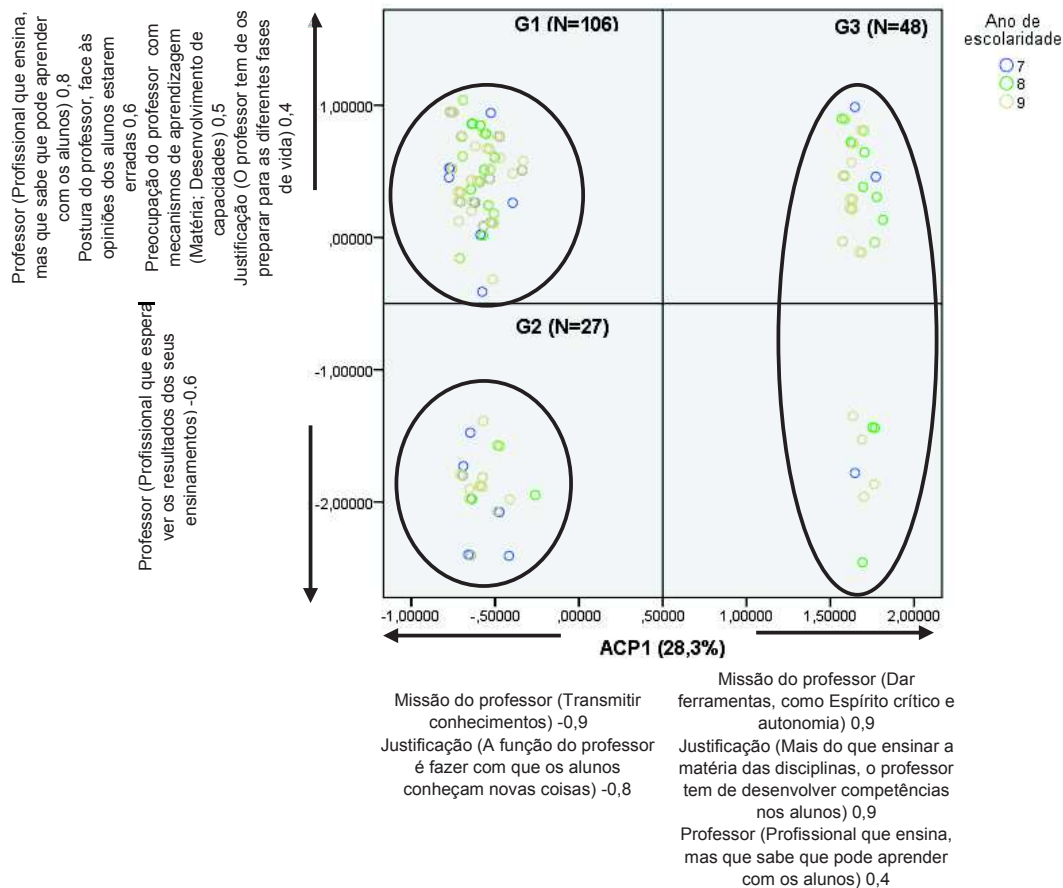 Professor (Profissional que ensina,
mas que sabe que pode aprender
com os alunos) 0,8
Postura do professor, face às
opiniões dos alunos estarem
erradas 0,6
Preocupação do professor com
mecanismos de aprendizagem
(Matéria; Desenvolvimento de
capacidades) 0,5
Justificação (O professor tem de os
preparar para as diferentes fases
de vida) 0,4
Professor (Profissional que espera
ver os resultados dos seus
ensinamentos) -0,6
G1 (N=106)
G3 (N=48)
G2 (N=27)
Ano de
escolaridade
7
8
9
1,00000
,00000
-1,00000
-2,00000
-1,00000 -,50000 ,00000 ,50000 1,00000 1,50000 2,00000
ACP1 (28,3%)
Missão do professor (Transmitir
conhecimentos) -0,9
Justificação (A função do professor
é fazer com que os alunos
conheçam novas coisas) -0,8
Missão do professor (Dar
ferramentas, como Espírito crítico e
autonomia) 0,9
Justificação (Mais do que ensinar a
matéria das disciplinas, o professor
tem de desenvolver competências
nos alunos) 0,9
Professor (Profissional que ensina,
mas que sabe que pode aprender
com os alunos) 0,4